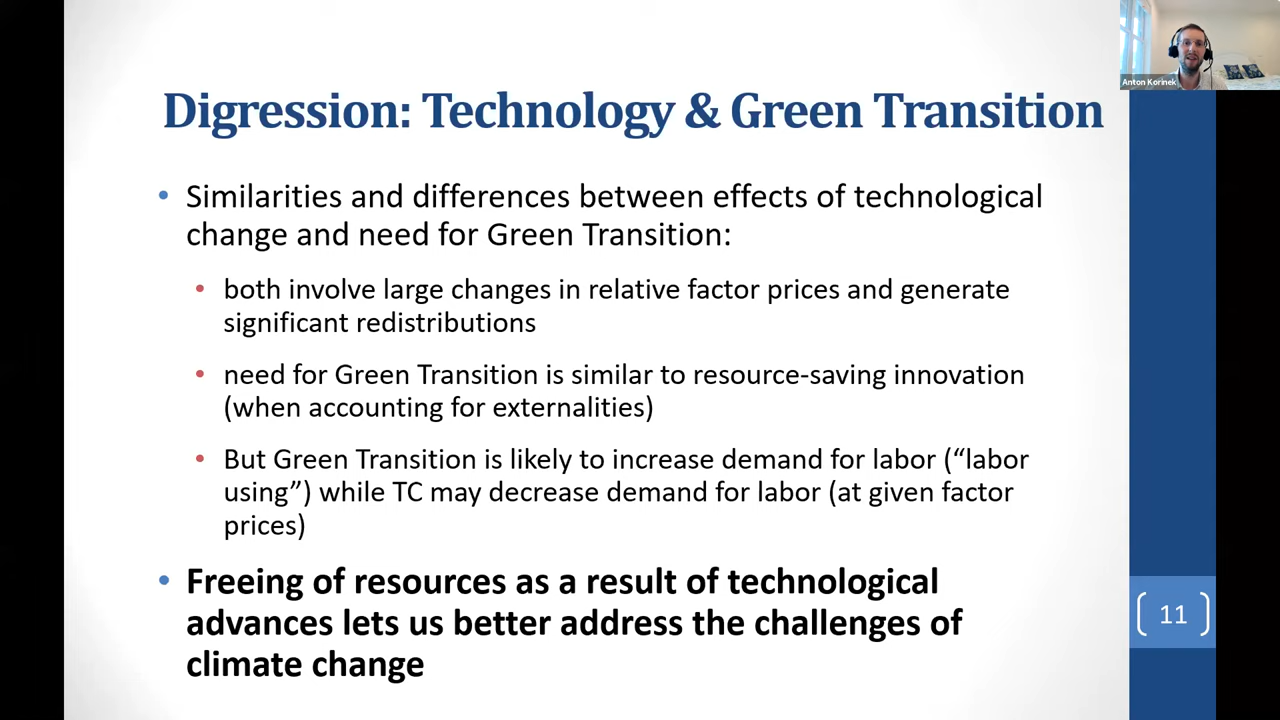 Anton Korinek
Digression: Technology & Green Transition
• Similarities and differences between effects of technological
change and need for Green Transition:
• both involve large changes in relative factor prices and generate
significant redistributions
• need for Green Transition is similar to resource-saving innovation
(when accounting for externalities)
• But Green Transition is likely to increase demand for labor (“labor
using”) while TC may decrease demand for labor (at given factor
prices)
• Freeing of resources as a result of technological
advances lets us better address the challenges of
climate change
11